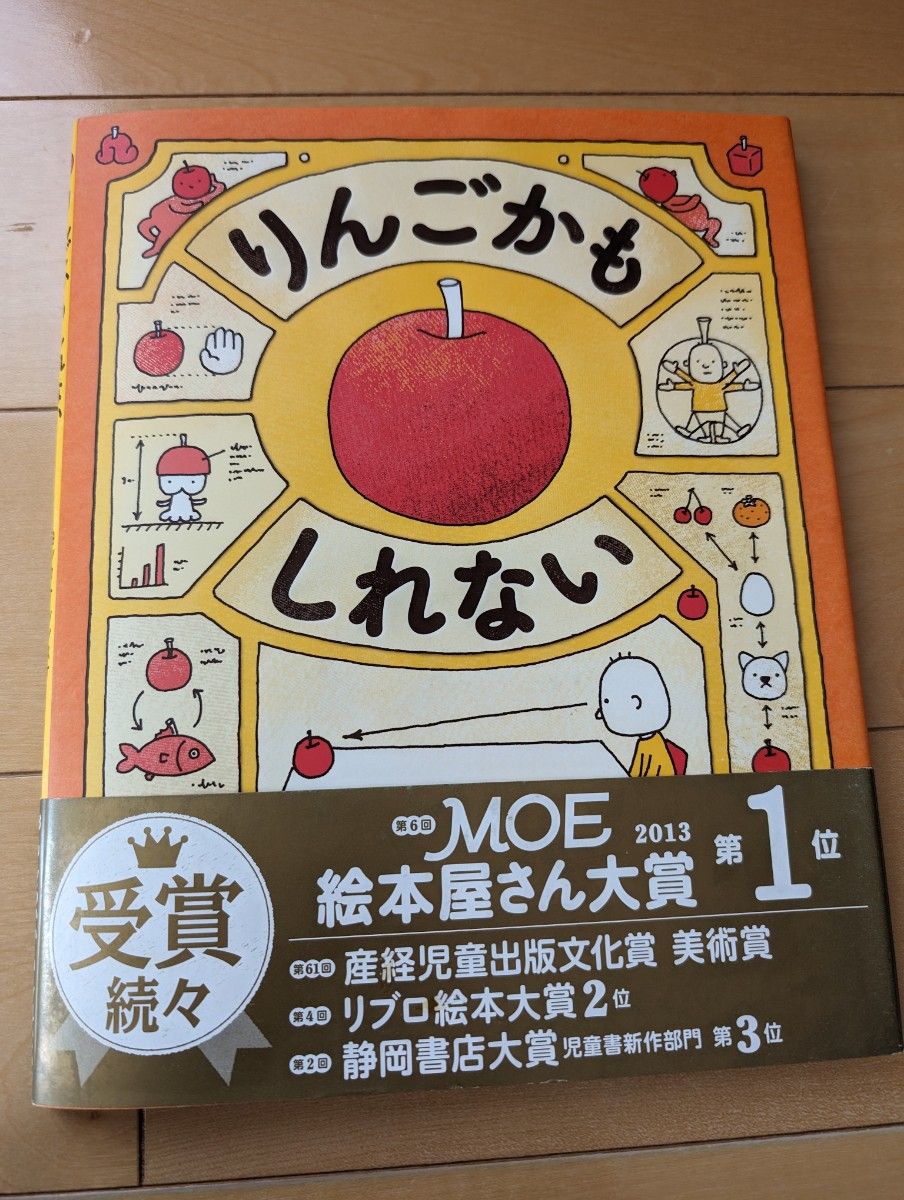 りんごかも
しれない
受賞
続々
第6回 MOE 2013
絵本屋さん大賞 第1位
第61回 産経児童出版文化賞 美術賞
第4回 リブロ絵本大賞2位
第2回 静岡書店大賞 児童書新作部門 第3位